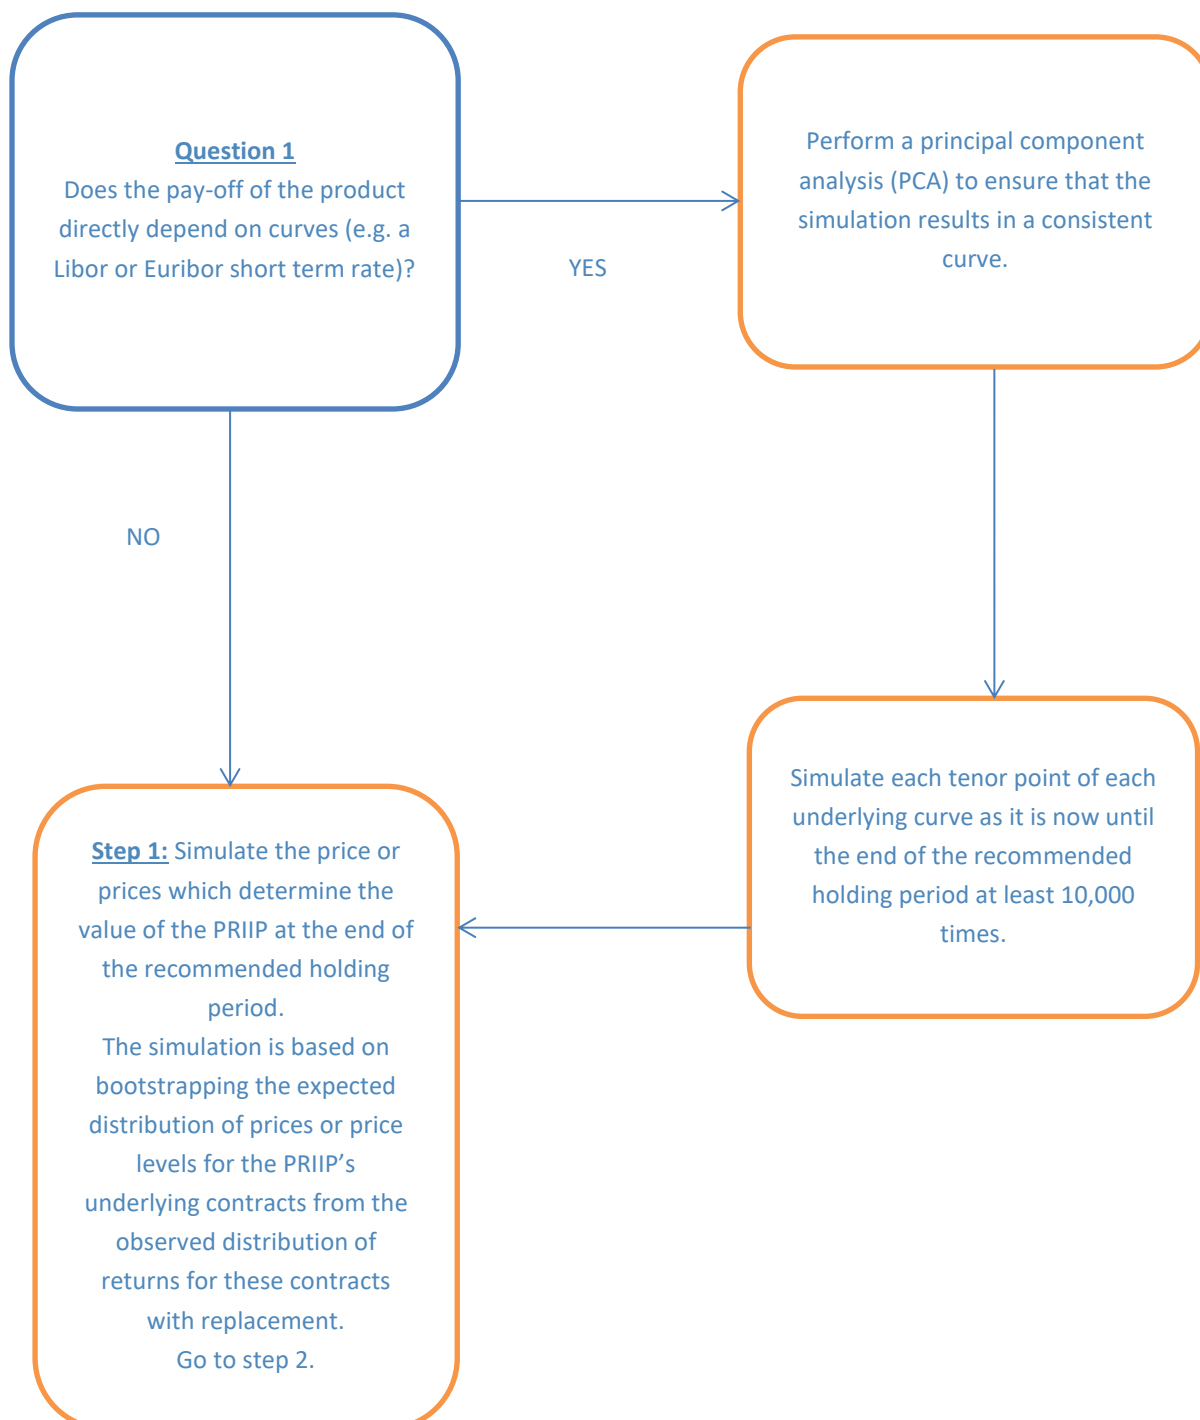 Question 1
Does the pay-off of the product
directly depend on curves (e.g. a
Libor or Euribor short term rate)?
YES
Perform a principal component
analysis (PCA) to ensure that the
simulation results in a consistent
curve.
NO
Simulate each tenor point of each
underlying curve as it is now until
the end of the recommended
holding period at least 10,000
times.
Step 1: Simulate the price or
prices which determine the
value of the PRIIP at the end of
the recommended holding
period.
The simulation is based on
bootstrapping the expected
distribution of prices or price
levels for the PRIIP’s
underlying contracts from the
observed distribution of
returns for these contracts
with replacement.
Go to step 2.